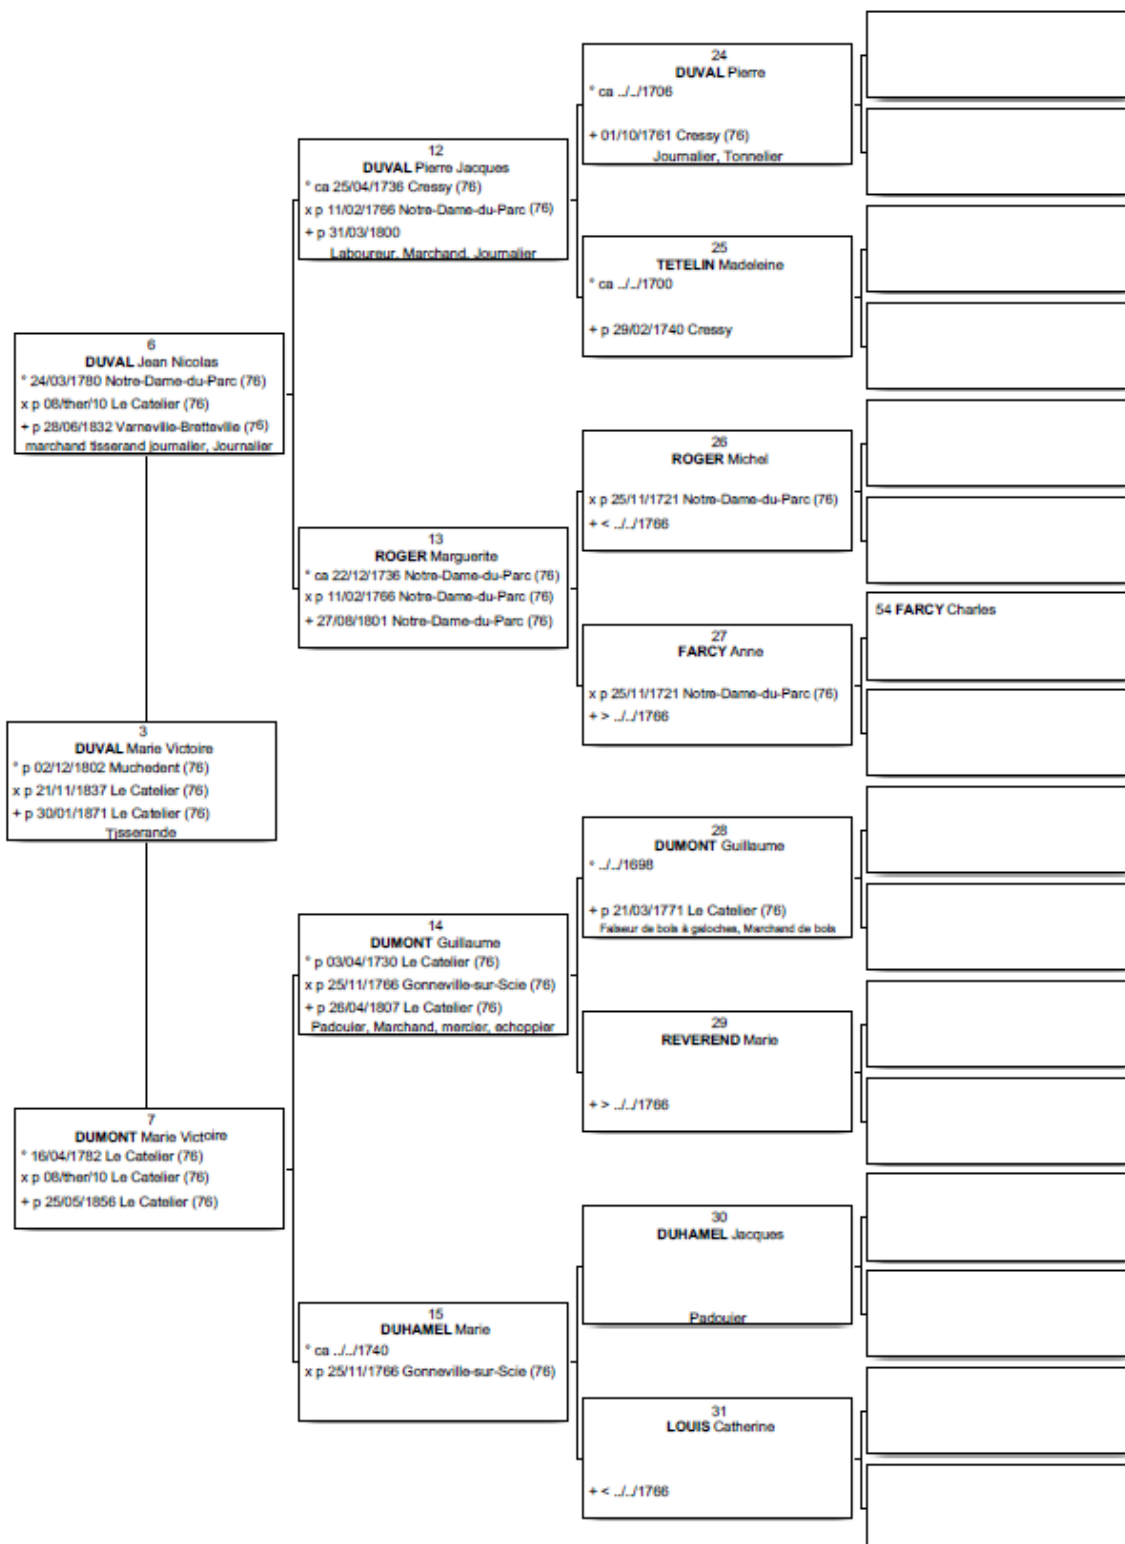 24
DUVAL Pierre
° ca ../../1706
+ 01/10/1761 Cressy (76)
Journalier, Tonnelier
12
DUVAL Pierre Jacques
° ca 25/04/1736 Cressy (76)
x p 11/02/1766 Notre-Dame-du-Parc (76)
+ p 31/03/1800
Laboureur, Marchand, Journalier
25
TETELIN Madeleine
° ca ../../1700
+ p 29/02/1740 Cressy
6
DUVAL Jean Nicolas
° 24/03/1780 Notre-Dame-du-Parc (76)
x p 08/ther/10 Le Catelier (76)
+ p 28/06/1832 Varneville-Bretteville (76)
marchand tisserand journalier, Journalier
26
ROGER Michel
x p 25/11/1721 Notre-Dame-du-Parc (76)
+ < ../../1766
13
ROGER Marguerite
° ca 22/12/1736 Notre-Dame-du-Parc (76)
x p 11/02/1766 Notre-Dame-du-Parc (76)
+ 27/08/1801 Notre-Dame-du-Parc (76)
54 FARCY Charles
27
FARCY Anne
x p 25/11/1721 Notre-Dame-du-Parc (76)
+ > ../../1766
3
DUVAL Marie Victoire
° p 02/12/1802 Muchedent (76)
x p 21/11/1837 Le Catelier (76)
+ p 30/01/1871 Le Catelier (76)
Tisserande
28
DUMONT Guillaume
° ../../1698
+ p 21/03/1771 Le Catelier (76)
Faiseur de bois à galoches, Marchand de bois
14
DUMONT Guillaume
° p 03/04/1730 Le Catelier (76)
x p 25/11/1766 Gonneville-sur-Scie (76)
+ p 26/04/1807 Le Catelier (76)
Padouier, Marchand, mercier, echoppier
29
REVEREND Marie
+ > ../../1766
7
DUMONT Marie Victoire
° 16/04/1782 Le Catelier (76)
x p 08/ther/10 Le Catelier (76)
+ p 25/05/1856 Le Catelier (76)
30
DUHAMEL Jacques
Padouier
15
DUHAMEL Marie
° ca ../../1740
x p 25/11/1766 Gonneville-sur-Scie (76)
31
LOUIS Catherine
+ < ../../1766